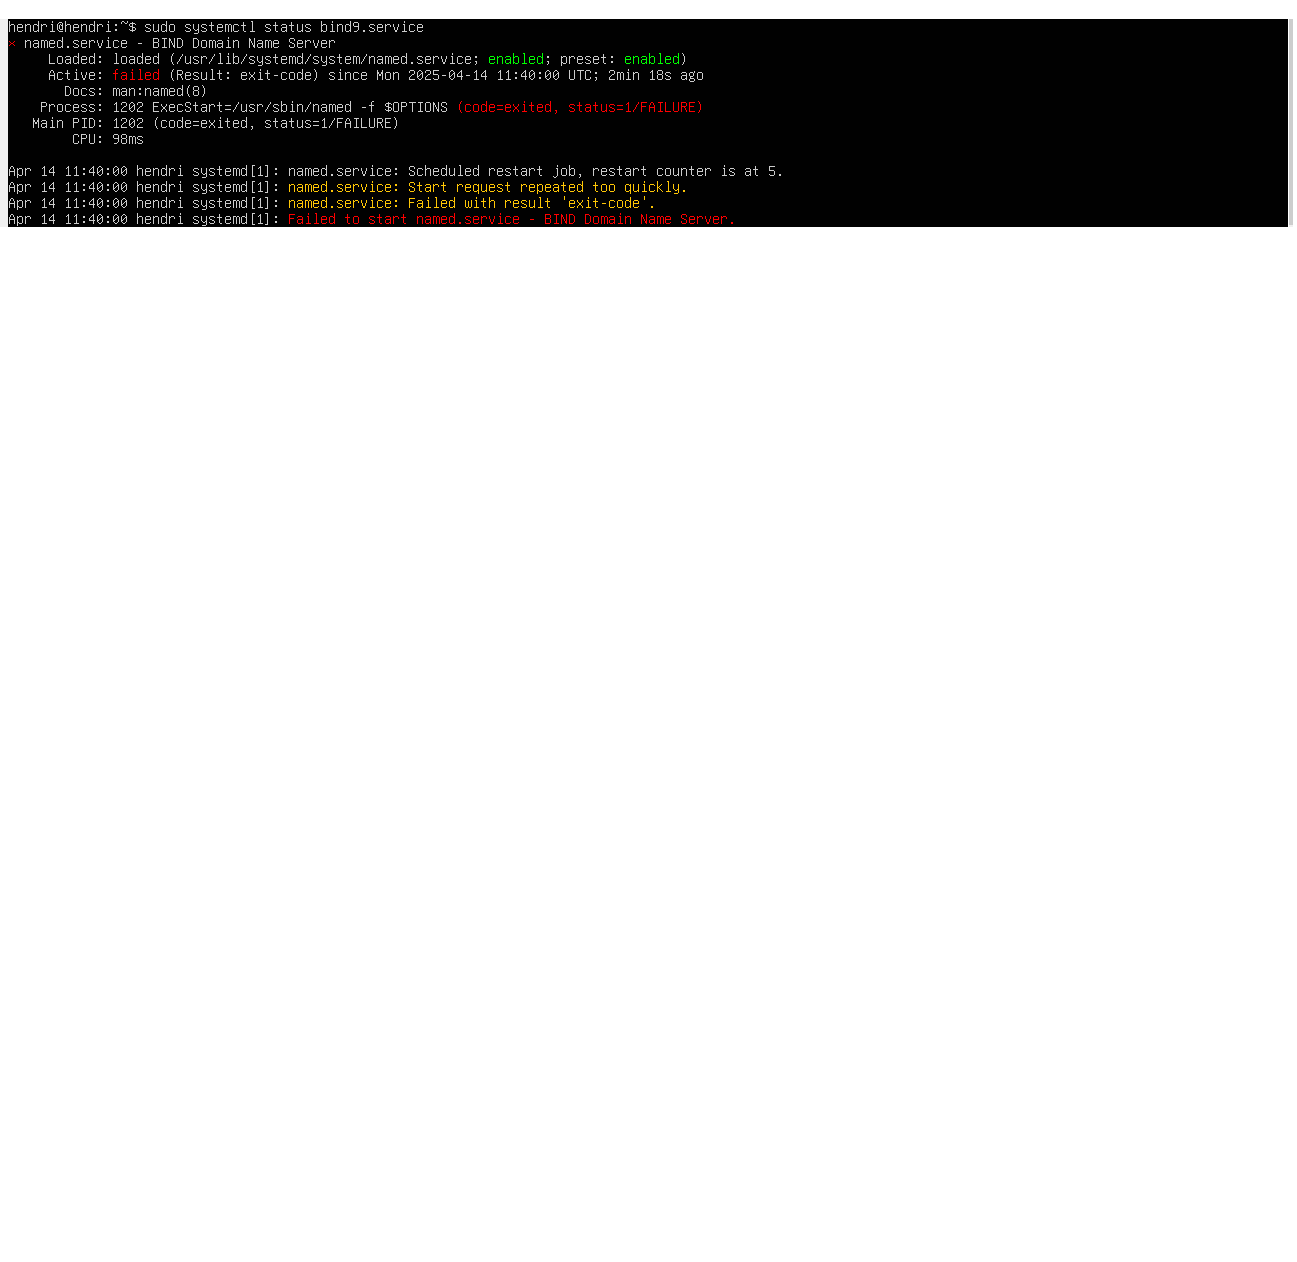 hendri@hendri:~$ sudo systemctl status bind9.service
× named.service - BIND Domain Name Server
     Loaded: loaded (/usr/lib/systemd/system/named.service; enabled; preset: enabled)
     Active: failed (Result: exit-code) since Mon 2025-04-14 11:40:00 UTC; 2min 18s ago
       Docs: man:named(8)
    Process: 1202 ExecStart=/usr/sbin/named -f $OPTIONS (code=exited, status=1/FAILURE)
   Main PID: 1202 (code=exited, status=1/FAILURE)
        CPU: 98ms

Apr 14 11:40:00 hendri systemd[1]: named.service: Scheduled restart job, restart counter is at 5.
Apr 14 11:40:00 hendri systemd[1]: named.service: Start request repeated too quickly.
Apr 14 11:40:00 hendri systemd[1]: named.service: Failed with result 'exit-code'.
Apr 14 11:40:00 hendri systemd[1]: Failed to start named.service - BIND Domain Name Server.